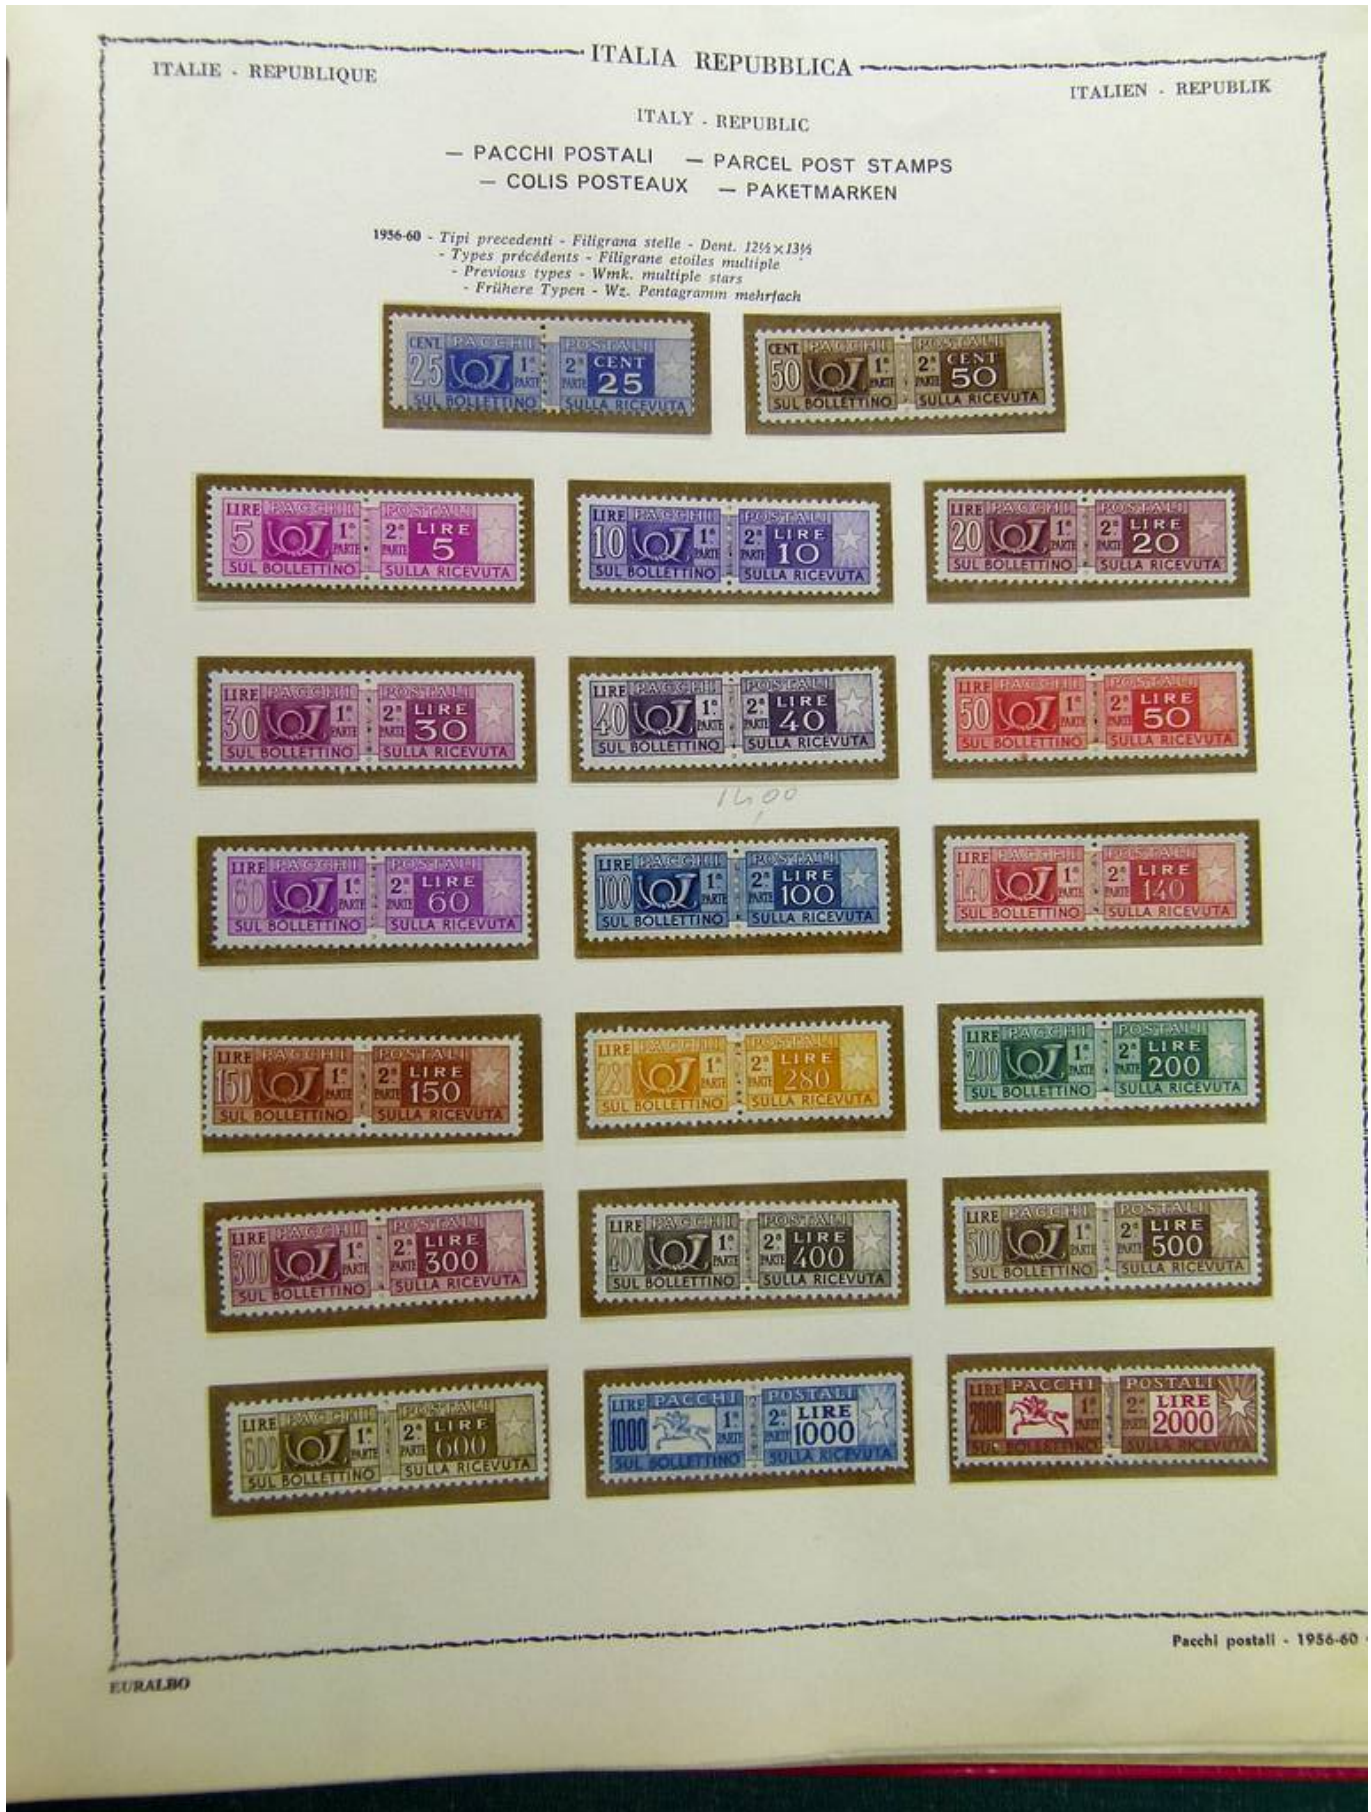 ITALIA REPUBBLICA
ITALIE - REPUBLIQUE
ITALIEN - REPUBLIK
ITALY - REPUBLIC
— PACCHI POSTALI — PARCEL POST STAMPS
— COLIS POSTEAUX — PAKETMARKEN
1956-60 - Tipi precedenti - Filigrana stelle - Dent. 12½×13½
- Types précédents - Filigrane etoiles multiple
- Previous types - Wmk. multiple stars
- Frühere Typen - Wz. Pentagramm mehrfach
CENT. 25 PACCHI 1ª PARTE SUL BOLLETTINO POSTALI 2ª PARTE CENT 25 SULLA RICEVUTA
CENT. 50 PACCHI 1ª PARTE SUL BOLLETTINO POSTALI 2ª PARTE CENT 50 SULLA RICEVUTA
LIRE 5 PACCHI 1ª PARTE SUL BOLLETTINO POSTALI 2ª PARTE LIRE 5 SULLA RICEVUTA
LIRE 10 PACCHI 1ª PARTE SUL BOLLETTINO POSTALI 2ª PARTE LIRE 10 SULLA RICEVUTA
LIRE 20 PACCHI 1ª PARTE SUL BOLLETTINO POSTALI 2ª PARTE LIRE 20 SULLA RICEVUTA
LIRE 30 PACCHI 1ª PARTE SUL BOLLETTINO POSTALI 2ª PARTE LIRE 30 SULLA RICEVUTA
LIRE 40 PACCHI 1ª PARTE SUL BOLLETTINO POSTALI 2ª PARTE LIRE 40 SULLA RICEVUTA
LIRE 50 PACCHI 1ª PARTE SUL BOLLETTINO POSTALI 2ª PARTE LIRE 50 SULLA RICEVUTA
LIRE 60 PACCHI 1ª PARTE SUL BOLLETTINO POSTALI 2ª PARTE LIRE 60 SULLA RICEVUTA
LIRE 100 PACCHI 1ª PARTE SUL BOLLETTINO POSTALI 2ª PARTE LIRE 100 SULLA RICEVUTA
LIRE 140 PACCHI 1ª PARTE SUL BOLLETTINO POSTALI 2ª PARTE LIRE 140 SULLA RICEVUTA
LIRE 150 PACCHI 1ª PARTE SUL BOLLETTINO POSTALI 2ª PARTE LIRE 150 SULLA RICEVUTA
LIRE 280 PACCHI 1ª PARTE SUL BOLLETTINO POSTALI 2ª PARTE LIRE 280 SULLA RICEVUTA
LIRE 200 PACCHI 1ª PARTE SUL BOLLETTINO POSTALI 2ª PARTE LIRE 200 SULLA RICEVUTA
LIRE 300 PACCHI 1ª PARTE SUL BOLLETTINO POSTALI 2ª PARTE LIRE 300 SULLA RICEVUTA
LIRE 400 PACCHI 1ª PARTE SUL BOLLETTINO POSTALI 2ª PARTE LIRE 400 SULLA RICEVUTA
LIRE 500 PACCHI 1ª PARTE SUL BOLLETTINO POSTALI 2ª PARTE LIRE 500 SULLA RICEVUTA
LIRE 600 PACCHI 1ª PARTE SUL BOLLETTINO POSTALI 2ª PARTE LIRE 600 SULLA RICEVUTA
LIRE 1000 PACCHI 1ª PARTE SUL BOLLETTINO POSTALI 2ª PARTE LIRE 1000 SULLA RICEVUTA
LIRE 2000 PACCHI 1ª PARTE SUL BOLLETTINO POSTALI 2ª PARTE LIRE 2000 SULLA RICEVUTA
Pacchi postali - 1956-60 -
EURALBO